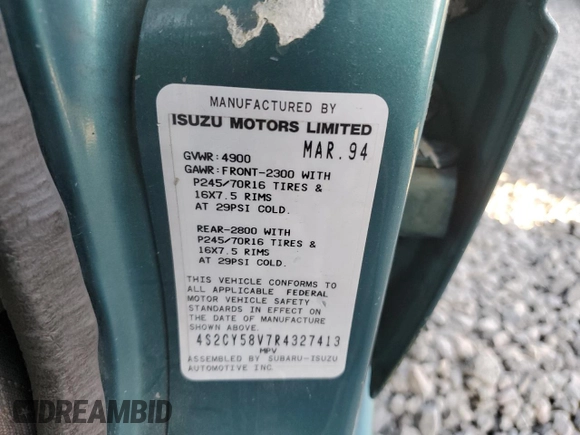 MANUFACTURED BY
ISUZU MOTORS LIMITED
MAR.94
GVWR:4900
GAWR:FRONT-2300 WITH
P245/70R16 TIRES &
16X7.5 RIMS
AT 29PSI COLD.
REAR-2800 WITH
P245/70R16 TIRES &
16X7.5 RIMS
AT 29PSI COLD.
THIS VEHICLE CONFORMS TO
ALL APPLICABLE FEDERAL
MOTOR VEHICLE SAFETY
STANDARDS IN EFFECT ON
THE DATE OF MANUFACTURE
SHOWN ABOVE.
4S2CY58V7R4327413
MPV
ASSEMBLED BY SUBARU-ISUZU
AUTOMOTIVE INC.
DREAMBID